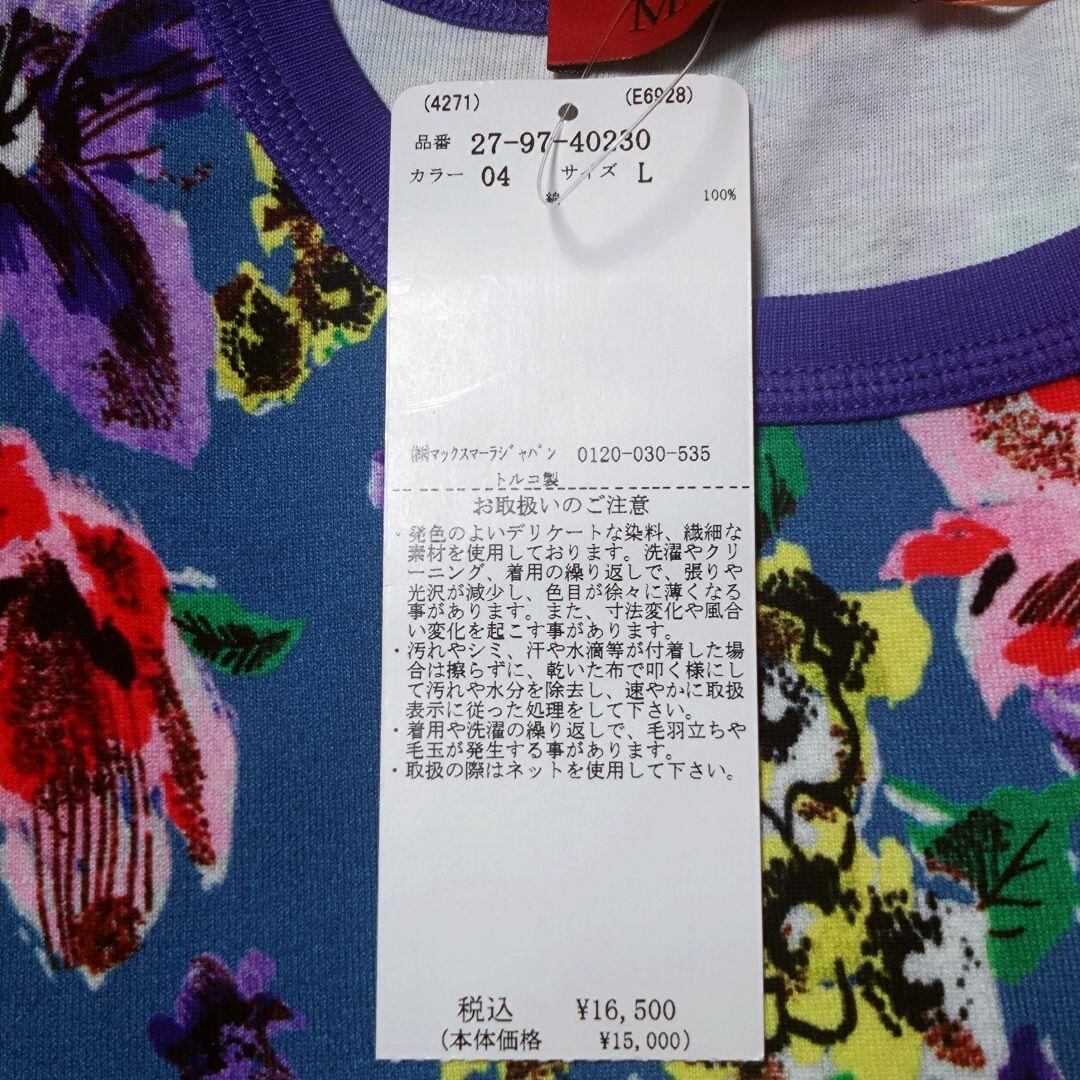 (4271) (E6928)
品番 27-97-40230
カラー 04 サイズ L
綿 100%
㈱マックスマーラジャパン 0120-030-535
トルコ製
お取扱いのご注意
・発色のよいデリケートな染料、繊細な
素材を使用しております。洗濯やクリ
ーニング、着用の繰り返しで、張りや
光沢が減少し、色目が徐々に薄くなる
事があります。また、寸法変化や風合
い変化を起こす事があります。
・汚れやシミ、汗や水滴等が付着した場
合は擦らずに、乾いた布で叩く様にし
て汚れや水分を除去し、速やかに取扱
表示に従った処理をして下さい。
・着用や洗濯の繰り返しで、毛羽立ちや
毛玉が発生する事があります。
・取扱の際はネットを使用して下さい。
税込 ¥16,500
(本体価格 ¥15,000)